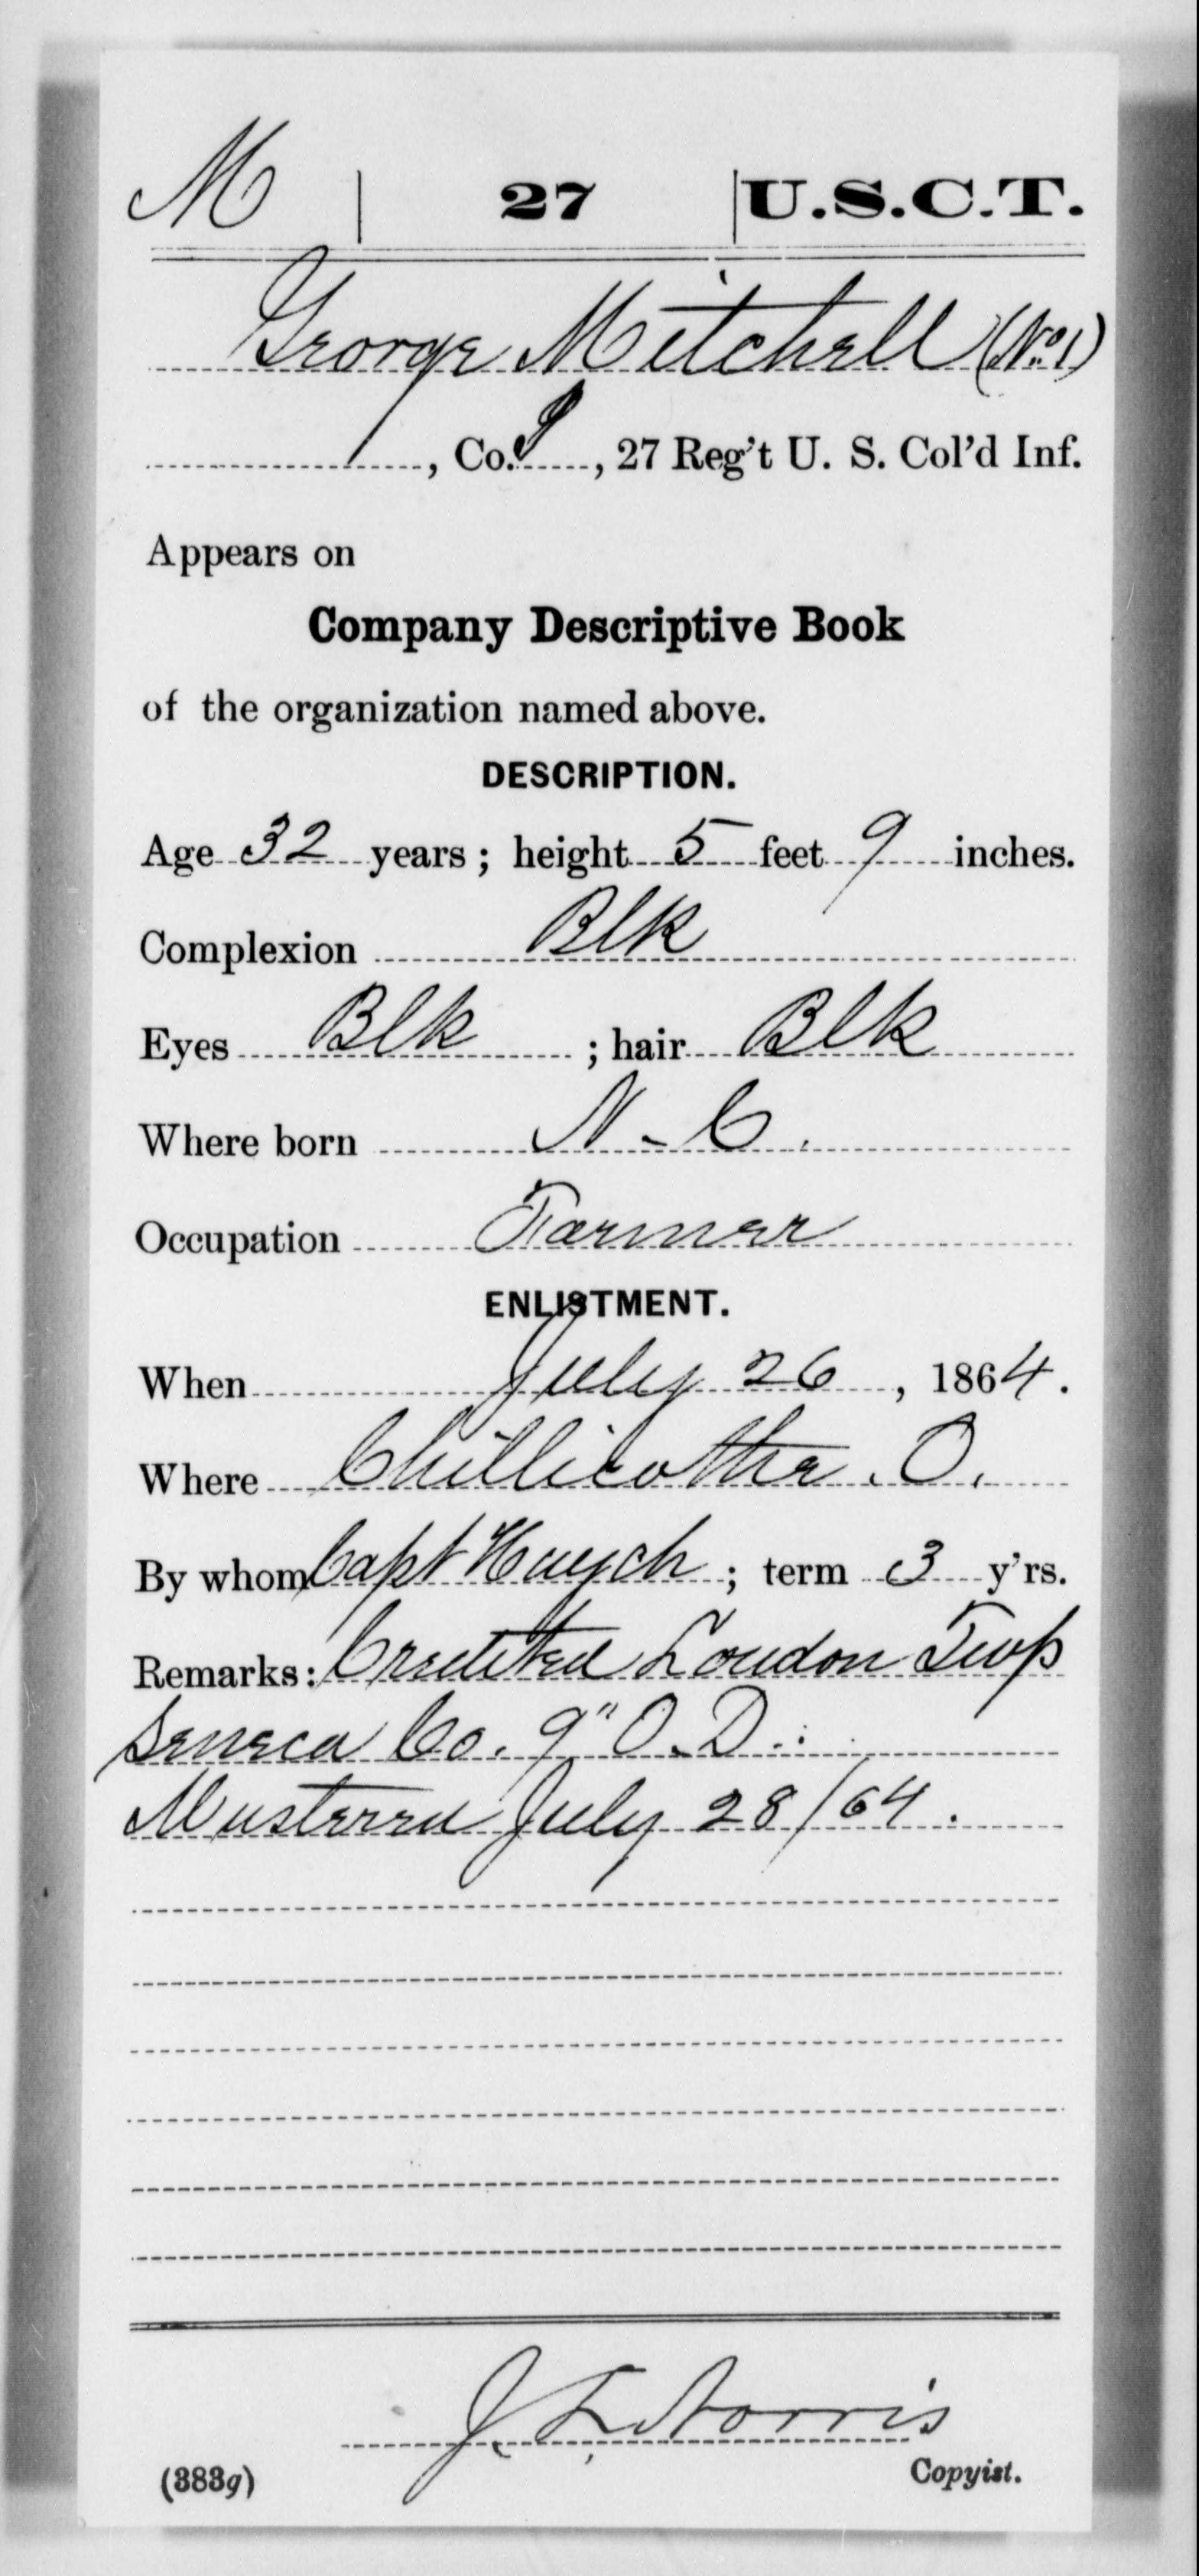 M | 27 | U.S.C.T.
George Mitchell (No. 1)
, Co. I, 27 Reg't U. S. Col'd Inf.
Appears on
Company Descriptive Book
of the organization named above.
DESCRIPTION.
Age 32 years; height 5 feet 9 inches.
Complexion Blk
Eyes Blk; hair Blk
Where born N-C.
Occupation Farmer
ENLISTMENT.
When July 26, 1864.
Where Chillicothe. O.
By whom Capt; term 3 y'rs.
Remarks: Credited Loudon Twp
Seneca Co. 9" O.D.
Mustered July 28/64.
J. L. Norris
Copyist.
(383g)